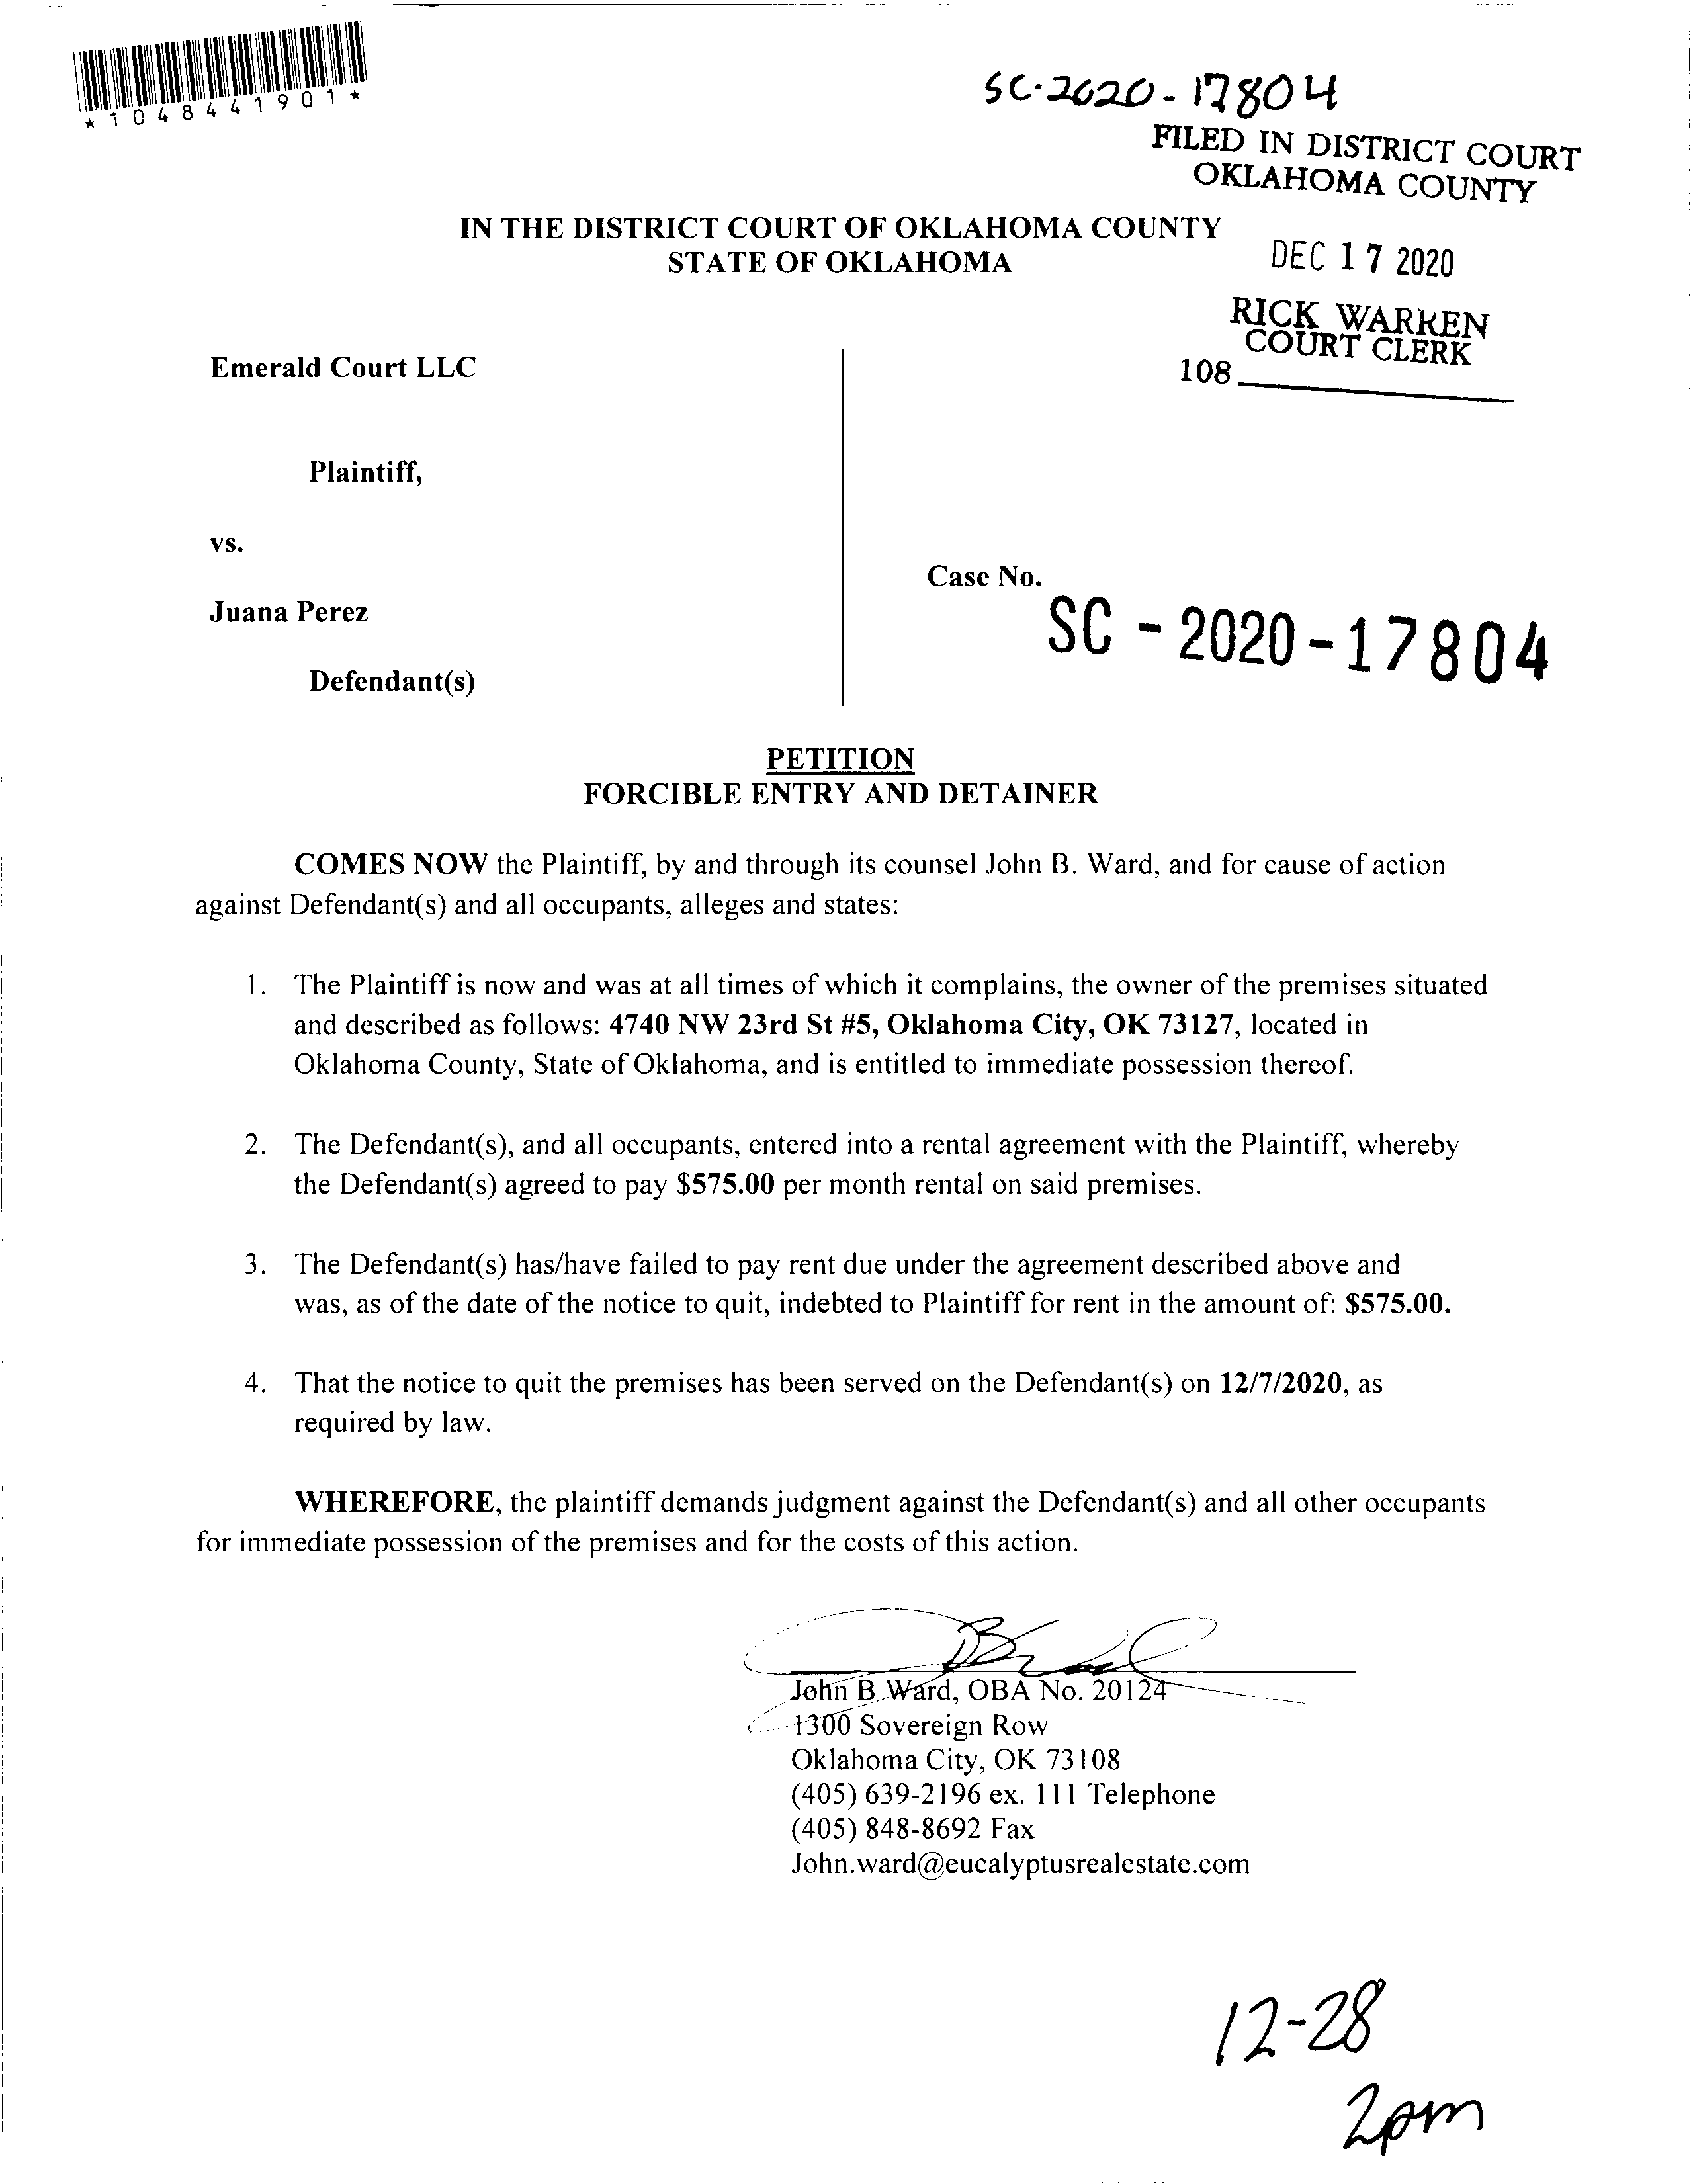 *1048441901*
SC-2020-17804
FILED IN DISTRICT COURT
OKLAHOMA COUNTY
IN THE DISTRICT COURT OF OKLAHOMA COUNTY
STATE OF OKLAHOMA
DEC 17 2020
RICK WARREN
COURT CLERK
108
Emerald Court LLC
Plaintiff,
vs.
Case No.
Juana Perez
SC - 2020 - 17804
Defendant(s)
PETITION
FORCIBLE ENTRY AND DETAINER
COMES NOW the Plaintiff, by and through its counsel John B. Ward, and for cause of action
against Defendant(s) and all occupants, alleges and states:
1. The Plaintiff is now and was at all times of which it complains, the owner of the premises situated
and described as follows: 4740 NW 23rd St #5, Oklahoma City, OK 73127, located in
Oklahoma County, State of Oklahoma, and is entitled to immediate possession thereof.
2. The Defendant(s), and all occupants, entered into a rental agreement with the Plaintiff, whereby
the Defendant(s) agreed to pay $575.00 per month rental on said premises.
3. The Defendant(s) has/have failed to pay rent due under the agreement described above and
was, as of the date of the notice to quit, indebted to Plaintiff for rent in the amount of: $575.00.
4. That the notice to quit the premises has been served on the Defendant(s) on 12/7/2020, as
required by law.
WHEREFORE, the plaintiff demands judgment against the Defendant(s) and all other occupants
for immediate possession of the premises and for the costs of this action.
John B Ward, OBA No. 20124
1300 Sovereign Row
Oklahoma City, OK 73108
(405) 639-2196 ex. 111 Telephone
(405) 848-8692 Fax
John.ward@eucalyptusrealestate.com
12-28
2pm